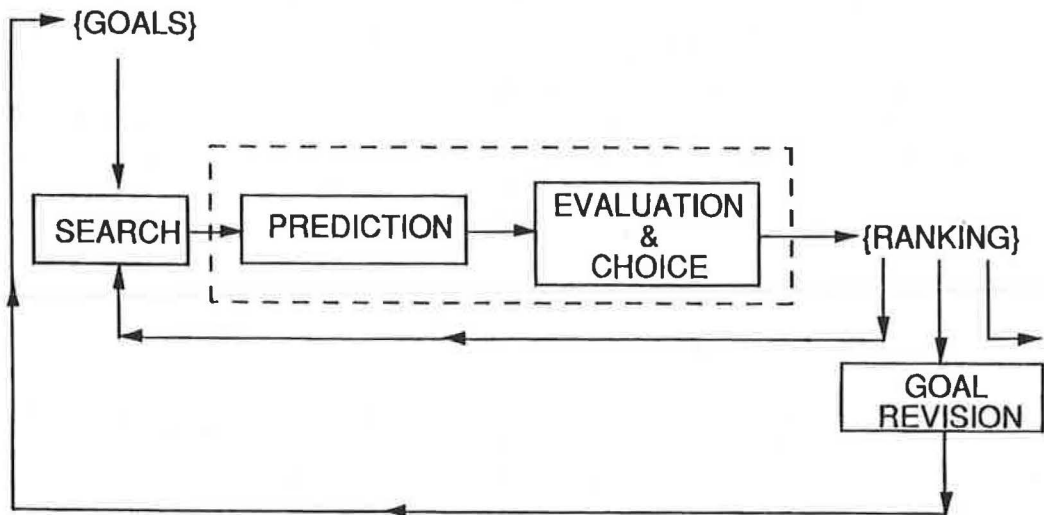 {GOALS}
SEARCH
PREDICTION
EVALUATION
&
CHOICE
{RANKING}
GOAL
REVISION